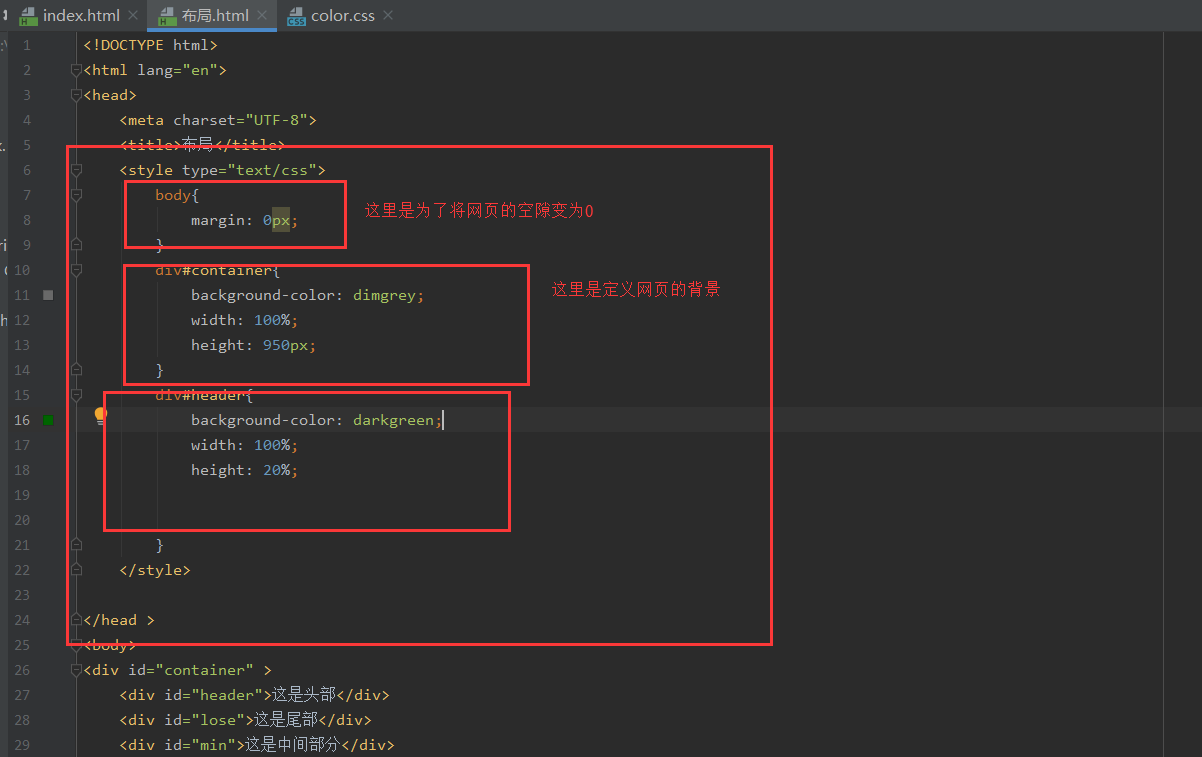 index.html 布局.html color.css
1 <!DOCTYPE html>
2 <html lang="en">
3 <head>
4 <meta charset="UTF-8">
5 <title>布局</title>
6 <style type="text/css">
7 body{
这里是为了将网页的空隙变为0
8 margin: 0px;
9 }
10 div#container{
这里是定义网页的背景
11 background-color: dimgrey;
12 width: 100%;
13 height: 950px;
14 }
15 div#header{
16 background-color: darkgreen;
17 width: 100%;
18 height: 20%;
19
20
21 }
22 </style>
23
24 </head >
25 <body>
26 <div id="container" >
27 <div id="header">这是头部</div>
28 <div id="lose">这是尾部</div>
29 <div id="min">这是中间部分</div>